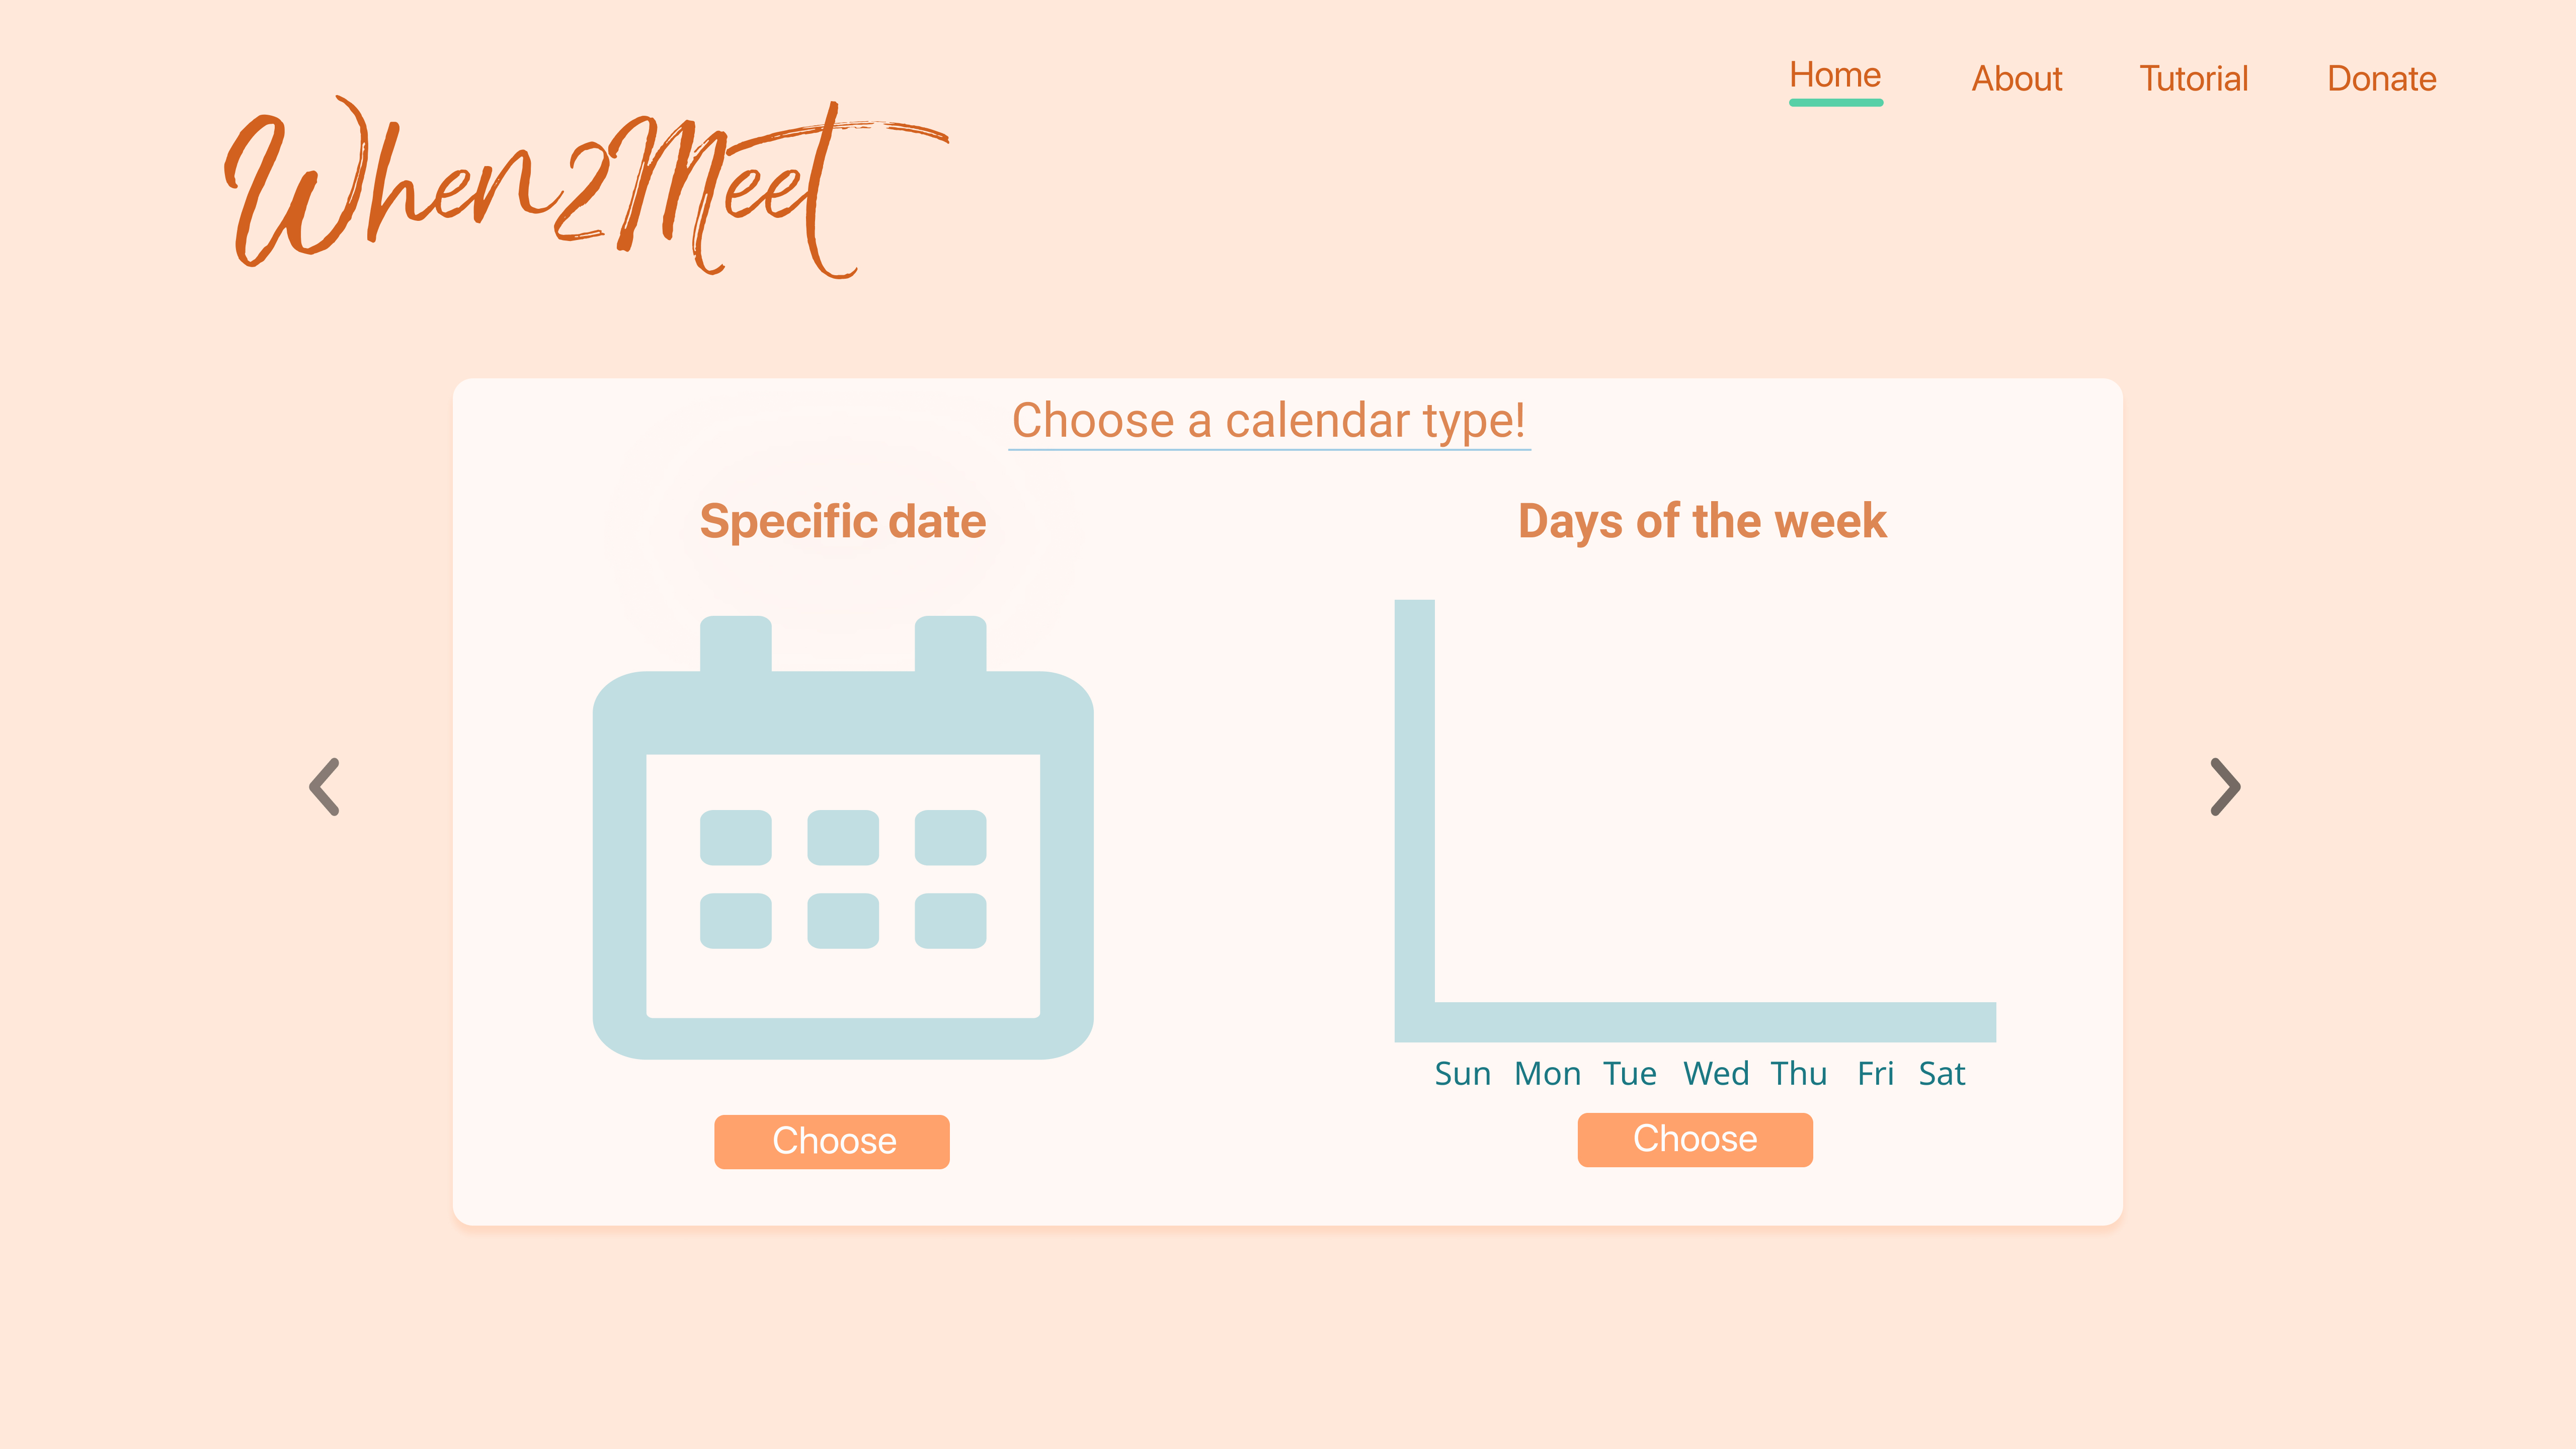 Home About Tutorial Donate
When2Meet
Choose a calendar type!
Specific date
Days of the week
Sun Mon Tue Wed Thu Fri Sat
Choose
Choose